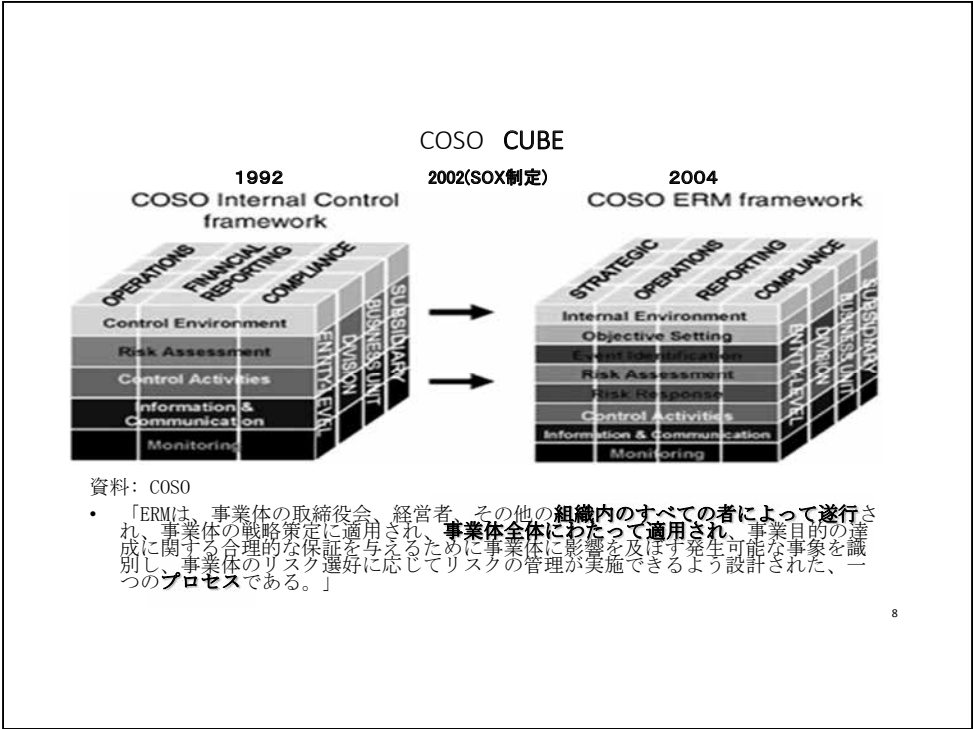 COSO CUBE
1992
2002(SOX制定)
2004
COSO Internal Control
framework
COSO ERM framework
OPERATIONS
FINANCIAL
REPORTING
COMPLIANCE
Control Environment
Risk Assessment
Control Activities
Information &
Communication
Monitoring
ENTITY-LEVEL
DIVISION
BUSINESS UNIT
SUBSIDIARY
STRATEGIC
OPERATIONS
REPORTING
COMPLIANCE
Internal Environment
Objective Setting
Event Identification
Risk Assessment
Risk Response
Control Activities
Information & Communication
Monitoring
ENTITY-LEVEL
DIVISION
BUSINESS UNIT
SUBSIDIARY
資料: COSO
• 「ERMは、事業体の取締役会、経営者、その他の組織内のすべての者によって遂行さ
れ、事業体の戦略策定に適用され、事業体全体にわたって適用され、事業目的の達
成に関する合理的な保証を与えるために事業体に影響を及ぼす発生可能な事象を識
別し、事業体のリスク選好に応じてリスクの管理が実施できるよう設計された、一
つのプロセスである。」
8